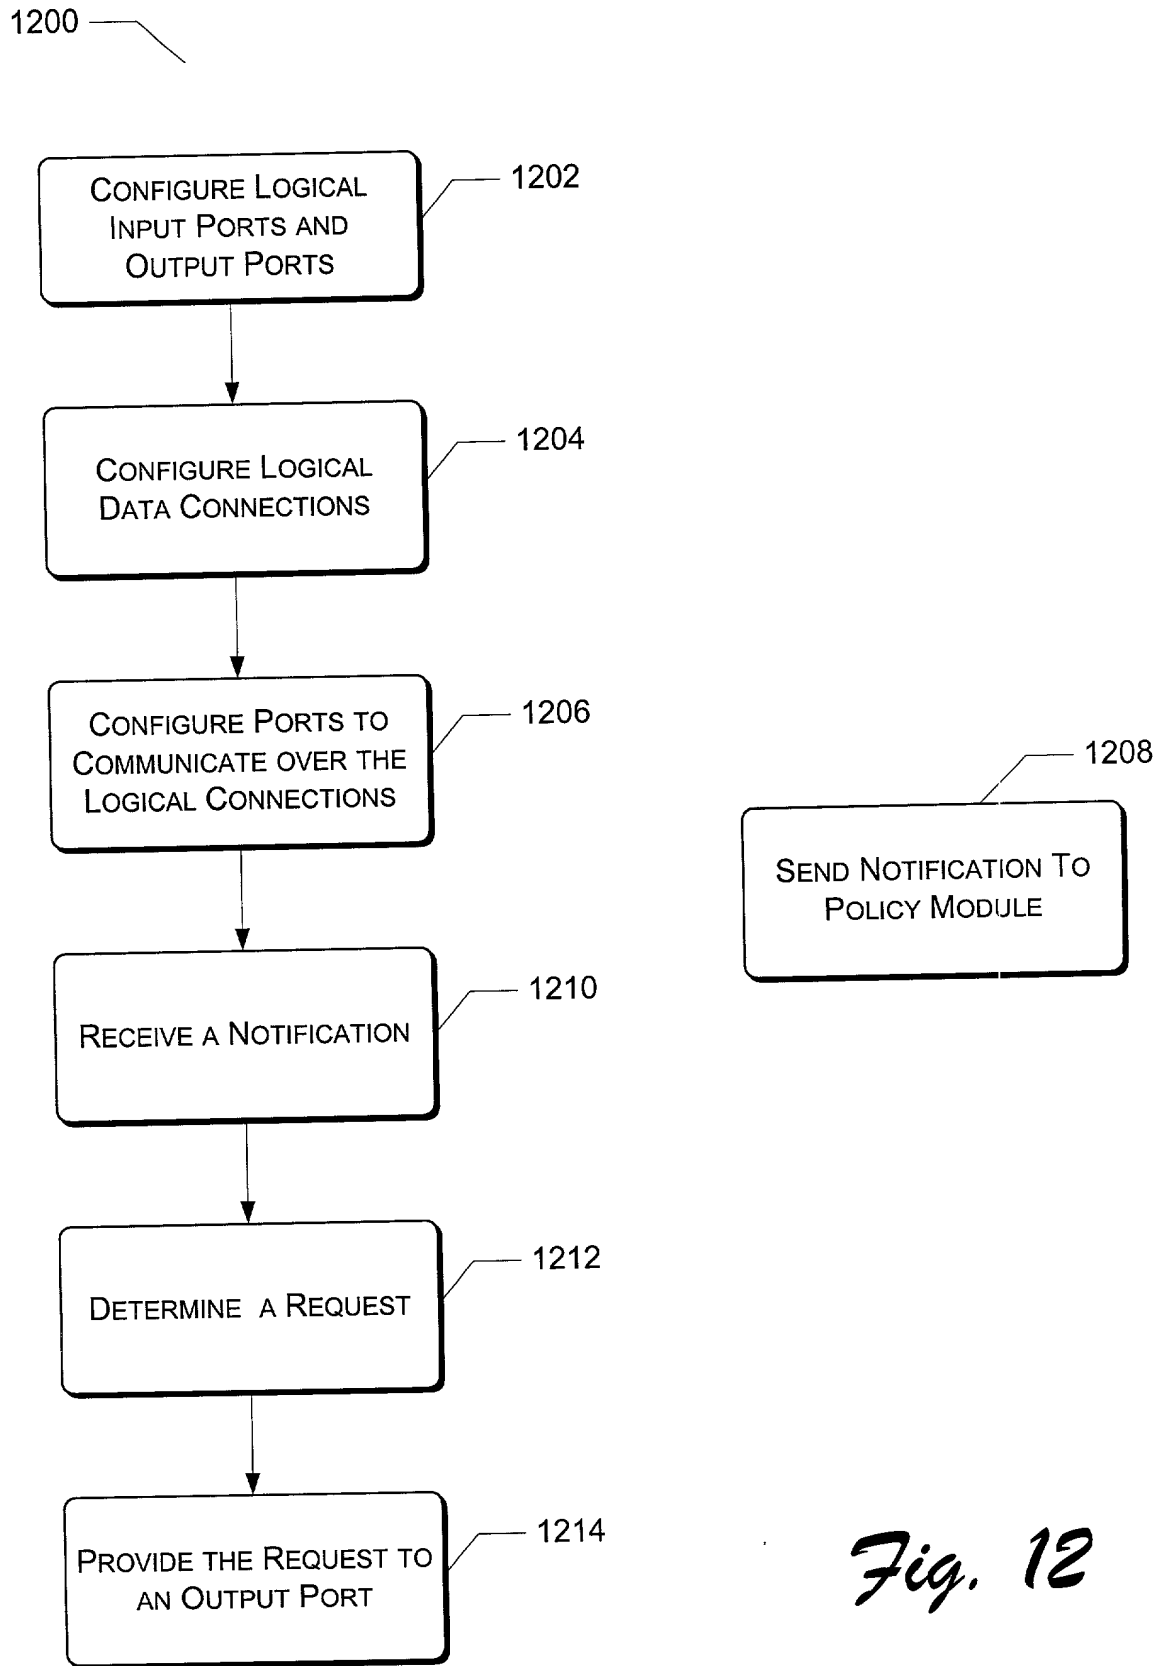 1200
CONFIGURE LOGICAL
INPUT PORTS AND
OUTPUT PORTS
1202
CONFIGURE LOGICAL
DATA CONNECTIONS
1204
CONFIGURE PORTS TO
COMMUNICATE OVER THE
LOGICAL CONNECTIONS
1206
SEND NOTIFICATION TO
POLICY MODULE
1208
RECEIVE A NOTIFICATION
1210
DETERMINE A REQUEST
1212
PROVIDE THE REQUEST TO
AN OUTPUT PORT
1214
Fig. 12